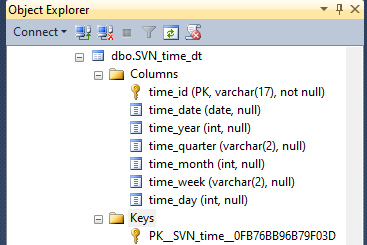 Object Explorer
Connect
dbo.SVN_time_dt
Columns
time_id (PK, varchar(17), not null)
time_date (date, null)
time_year (int, null)
time_quarter (varchar(2), null)
time_month (int, null)
time_week (varchar(2), null)
time_day (int, null)
Keys
PK__SVN_time__0FB76BB96B79F03D